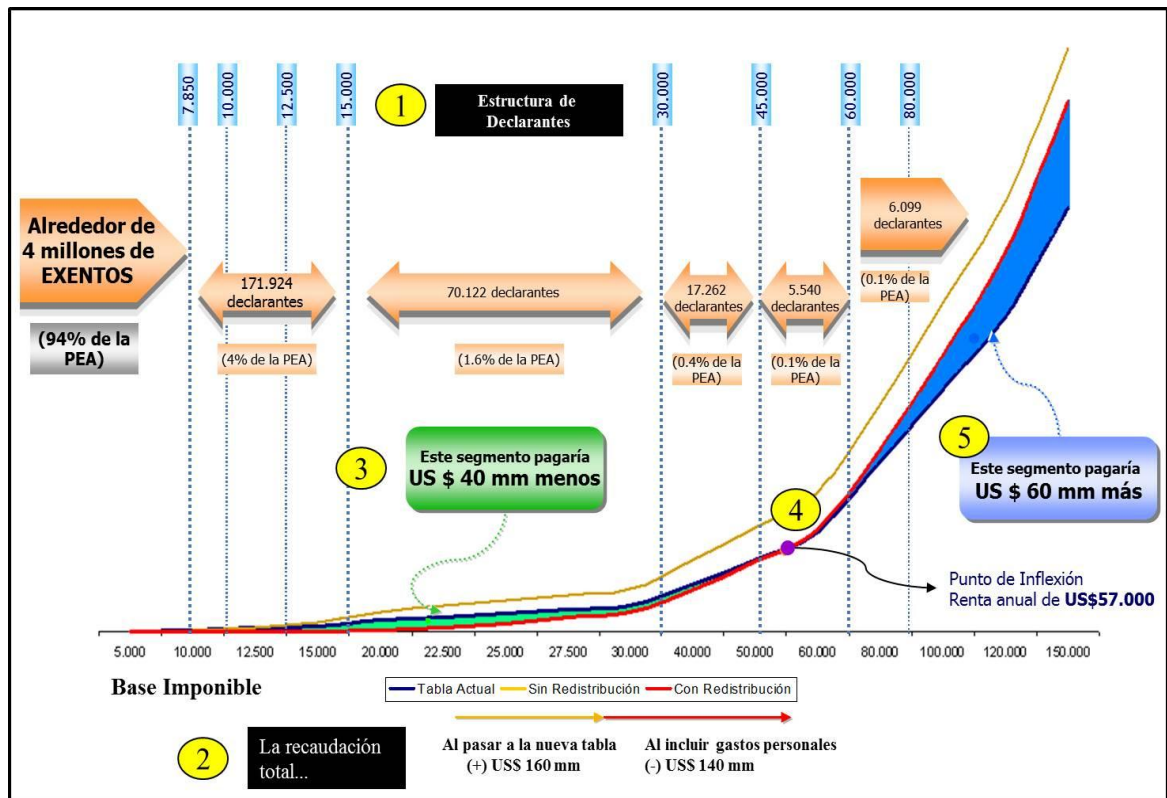 7.850
10.000
12.500
15.000
1
Estructura de
Declarantes
30.000
45.000
60.000
80.000
Alrededor de
4 millones de
EXENTOS
(94% de la
PEA)
171.924
declarantes
(4% de la PEA)
70.122 declarantes
(1.6% de la PEA)
17.262
declarantes
(0.4% de la
PEA)
5.540
declarantes
(0.1% de la
PEA)
6.099
declarantes
(0.1% de la
PEA)
3
Este segmento pagaría
US $ 40 mm menos
4
5
Este segmento pagaría
US $ 60 mm más
Punto de Inflexión
Renta anual de US$57.000
5.000
10.000
12.500
15.000
20.000
22.500
25.000
27.500
30.000
40.000
50.000
60.000
80.000
100.000
120.000
150.000
Base Imponible
Tabla Actual
Sin Redistribución
Con Redistribución
2
La recaudación
total...
Al pasar a la nueva tabla
(+) US$ 160 mm
Al incluir gastos personales
(-) US$ 140 mm